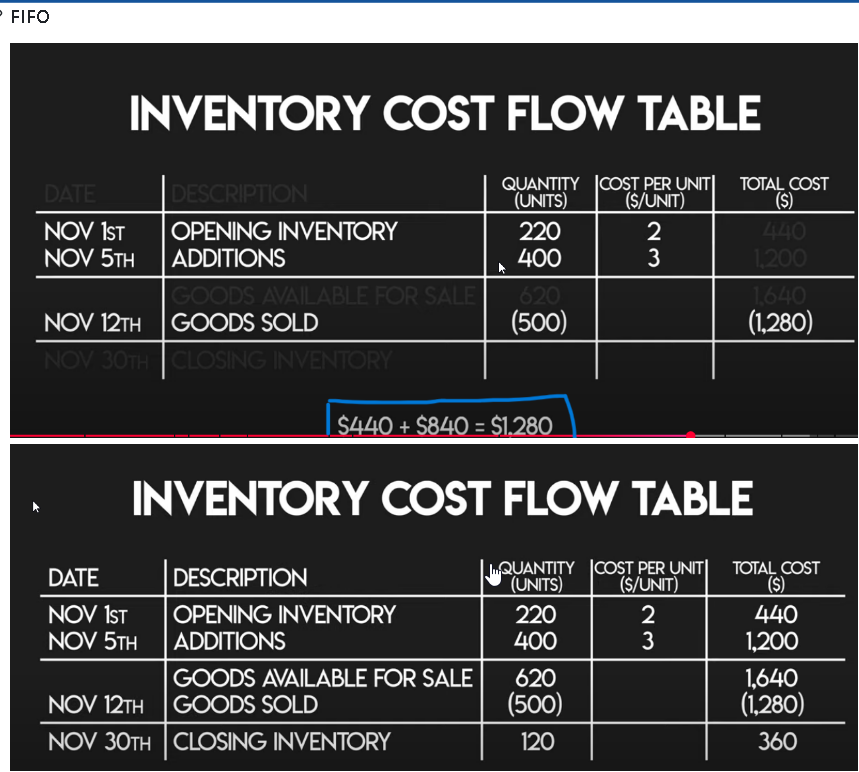 ° FIFO
INVENTORY COST FLOW TABLE
DATE DESCRIPTION QUANTITY (UNITS) COST PER UNIT ($/UNIT) TOTAL COST ($)
NOV 1ST OPENING INVENTORY 220 2 440
NOV 5TH ADDITIONS 400 3 1,200
GOODS AVAILABLE FOR SALE 620 1,640
NOV 12TH GOODS SOLD (500) (1,280)
NOV 30TH CLOSING INVENTORY
$440 + $840 = $1,280
INVENTORY COST FLOW TABLE
DATE DESCRIPTION QUANTITY (UNITS) COST PER UNIT ($/UNIT) TOTAL COST ($)
NOV 1ST OPENING INVENTORY 220 2 440
NOV 5TH ADDITIONS 400 3 1,200
GOODS AVAILABLE FOR SALE 620 1,640
NOV 12TH GOODS SOLD (500) (1,280)
NOV 30TH CLOSING INVENTORY 120 360